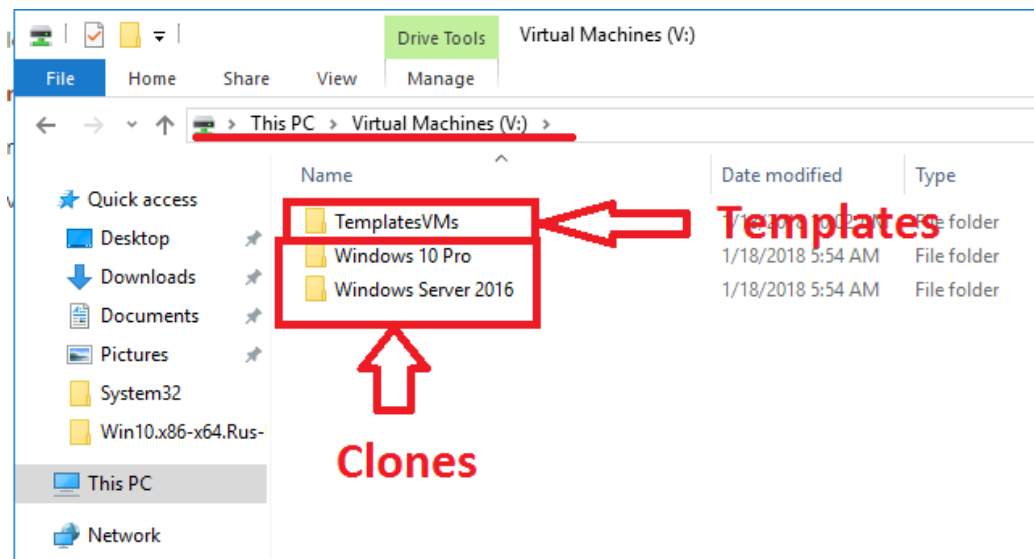 Drive Tools Virtual Machines (V:)
File Home Share View Manage
This PC Virtual Machines (V:)
Name Date modified Type
Quick access
Desktop
Downloads
Documents
Pictures
System32
Win10.x86-x64.Rus-
This PC
Network
TemplatesVMs folder
Templates
Windows 10 Pro 1/18/2018 5:54 AM File folder
Windows Server 2016 1/18/2018 5:54 AM File folder
Clones